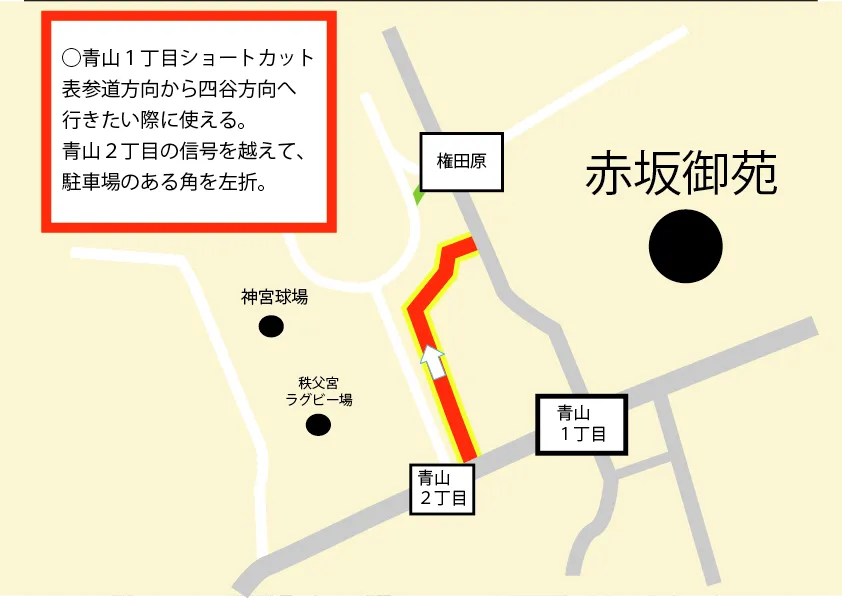 ○青山１丁目ショートカット
表参道方向から四谷方向へ
行きたい際に使える。
青山２丁目の信号を越えて、
駐車場のある角を左折。
権田原
赤坂御苑
神宮球場
秩父宮
ラグビー場
青山
１丁目
青山
２丁目